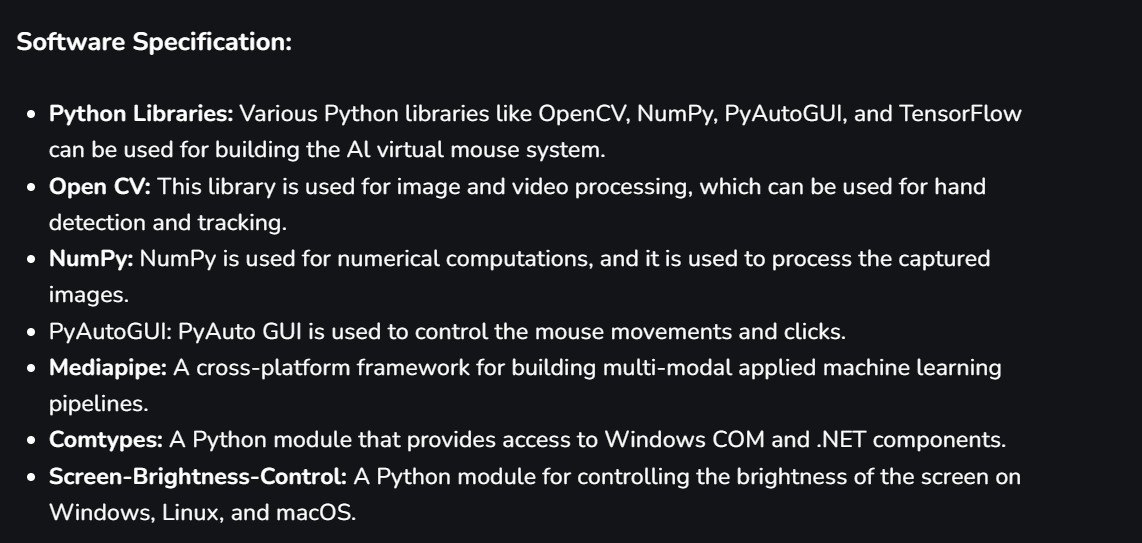 Software Specification:
• Python Libraries: Various Python libraries like OpenCV, NumPy, PyAutoGUI, and TensorFlow
can be used for building the Al virtual mouse system.
• Open CV: This library is used for image and video processing, which can be used for hand
detection and tracking.
• NumPy: NumPy is used for numerical computations, and it is used to process the captured
images.
• PyAutoGUI: PyAuto GUI is used to control the mouse movements and clicks.
• Mediapipe: A cross-platform framework for building multi-modal applied machine learning
pipelines.
• Comtypes: A Python module that provides access to Windows COM and .NET components.
• Screen-Brightness-Control: A Python module for controlling the brightness of the screen on
Windows, Linux, and macOS.